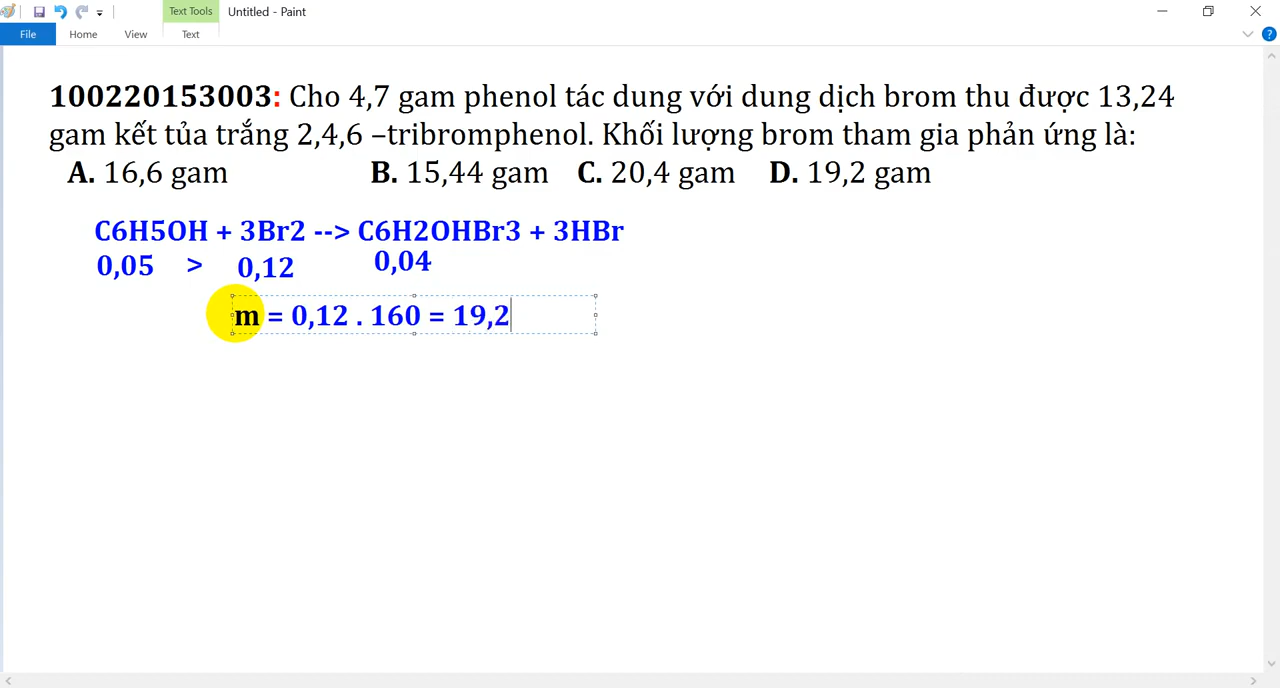 Text Tools
Untitled - Paint
File
Home
View
Text
?
100220153003: Cho 4,7 gam phenol tác dung với dung dịch brom thu được 13,24
gam kết tủa trắng 2,4,6 –tribromphenol. Khối lượng brom tham gia phản ứng là:
A. 16,6 gam B. 15,44 gam C. 20,4 gam D. 19,2 gam
C6H5OH + 3Br2 --> C6H2OHBr3 + 3HBr
0,05 > 0,12 0,04
m = 0,12 . 160 = 19,2